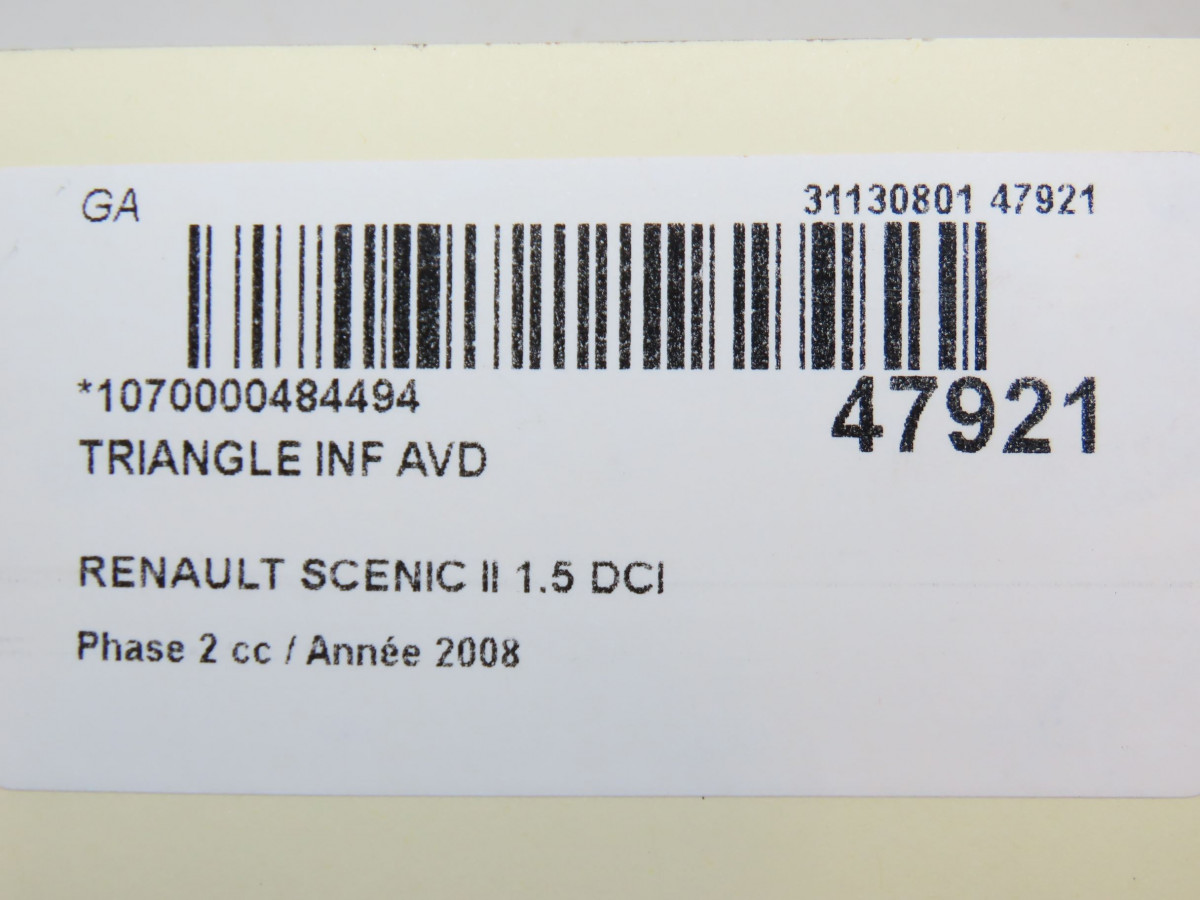 GA
31130801 47921
*1070000484494
47921
TRIANGLE INF AVD
RENAULT SCENIC II 1.5 DCI
Phase 2 cc / Année 2008